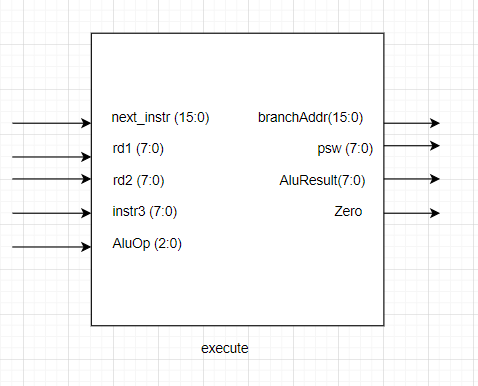 next_instr (15:0)
branchAddr(15:0)
rd1 (7:0)
psw (7:0)
rd2 (7:0)
AluResult(7:0)
instr3 (7:0)
Zero
AluOp (2:0)
execute